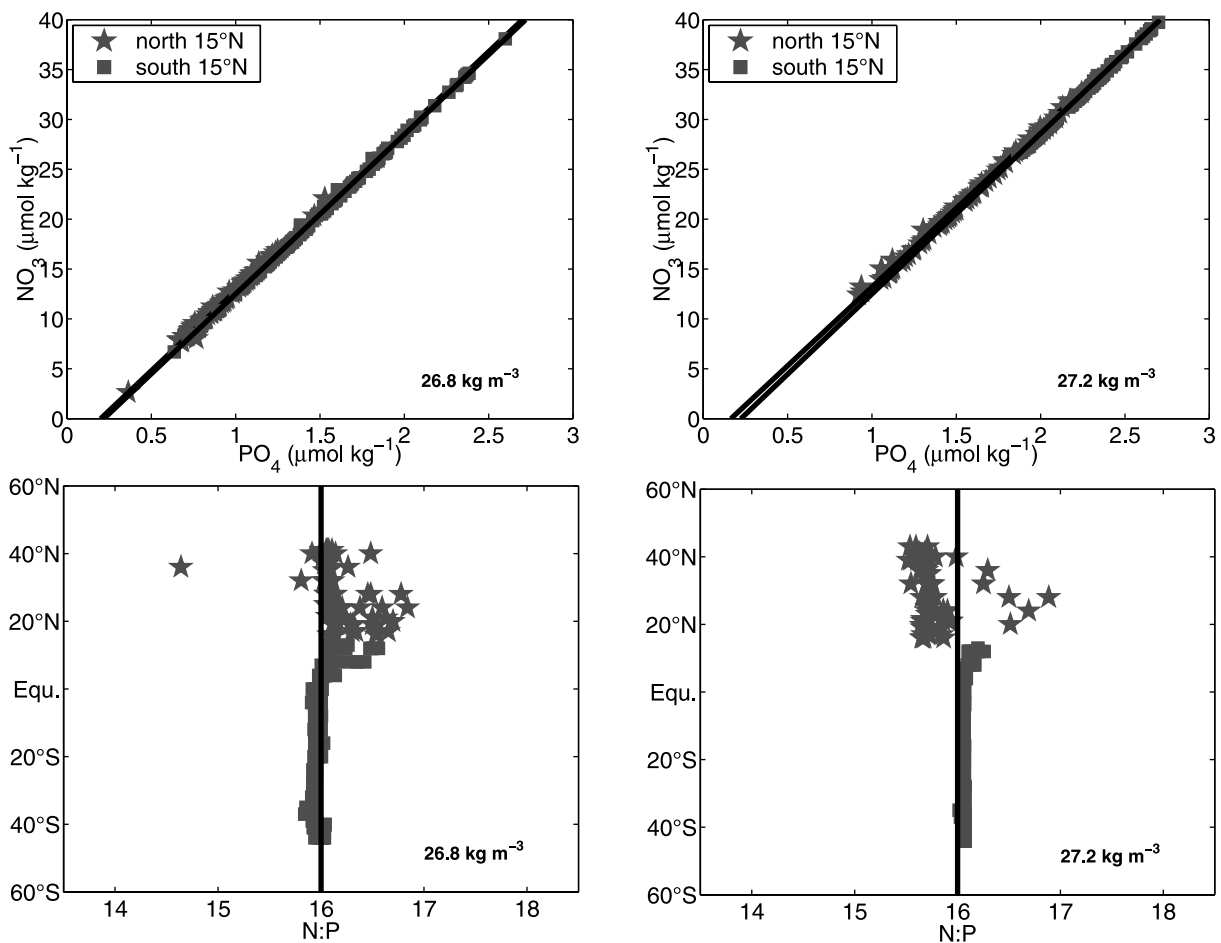 40
35
30
25
20
15
10
5
0
NO3 (μmol kg−1)
north 15°N
south 15°N
26.8 kg m−3
0 0.5 1 1.5 2 2.5 3
PO4 (μmol kg−1)
40
35
30
25
20
15
10
5
0
NO3 (μmol kg−1)
north 15°N
south 15°N
27.2 kg m−3
0 0.5 1 1.5 2 2.5 3
PO4 (μmol kg−1)
60°N
40°N
20°N
Equ.
20°S
40°S
60°S
26.8 kg m−3
14 15 16 17 18
N:P
60°N
40°N
20°N
Equ.
20°S
40°S
60°S
27.2 kg m−3
14 15 16 17 18
N:P